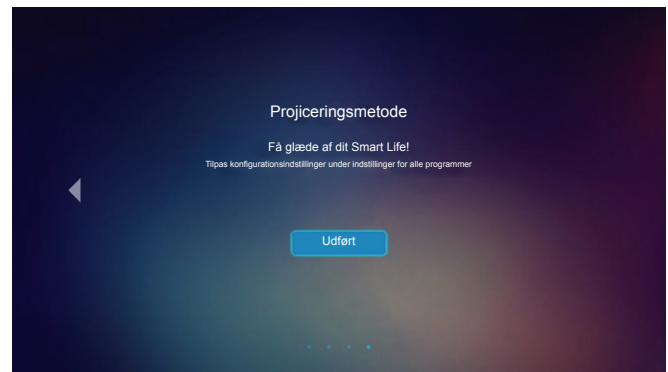 Projiceringsmetode
Få glæde af dit Smart Life!
Tilpas konfigurationsindstillinger under indstillinger for alle programmer
Udført